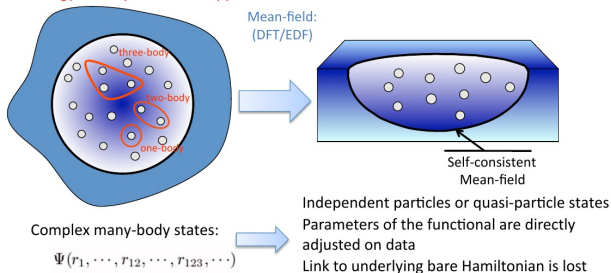 three-body
two-body
one-body
Mean-field:
(DFT/EDF)
Self-consistent
Mean-field
Complex many-body states:
Ψ(r₁, ⋯, r₁₂, ⋯, r₁₂₃, ⋯)
Independent particles or quasi-particle states
Parameters of the functional are directly
adjusted on data
Link to underlying bare Hamiltonian is lost